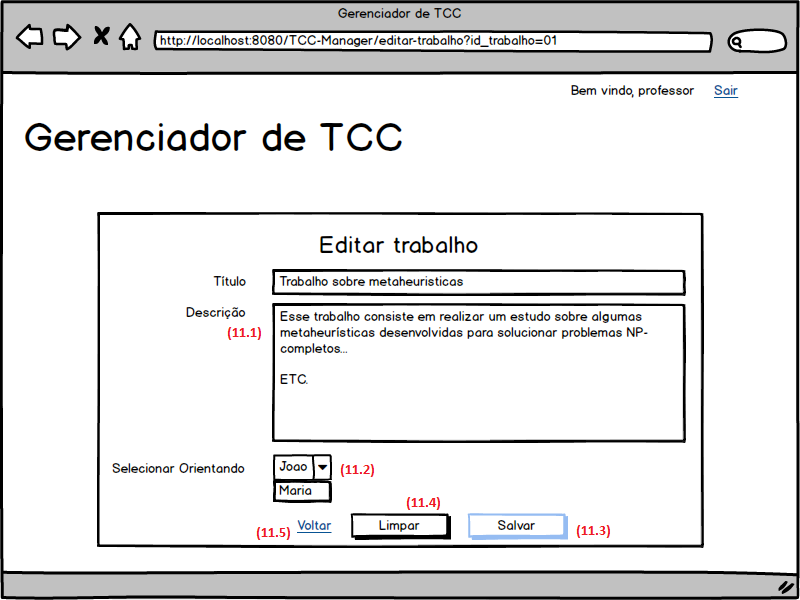 Gerenciador de TCC
http://localhost:8080/TCC-Manager/editar-trabalho?id_trabalho=01
Bem vindo, professor Sair
Gerenciador de TCC
Editar trabalho
Título Trabalho sobre metaheuristicas
Descrição
(11.1)
Esse trabalho consiste em realizar um estudo sobre algumas
metaheurísticas desenvolvidas para solucionar problemas NP-
completos...
ETC.
Selecionar Orientando Joao (11.2)
Maria
(11.4)
(11.5) Voltar Limpar Salvar (11.3)